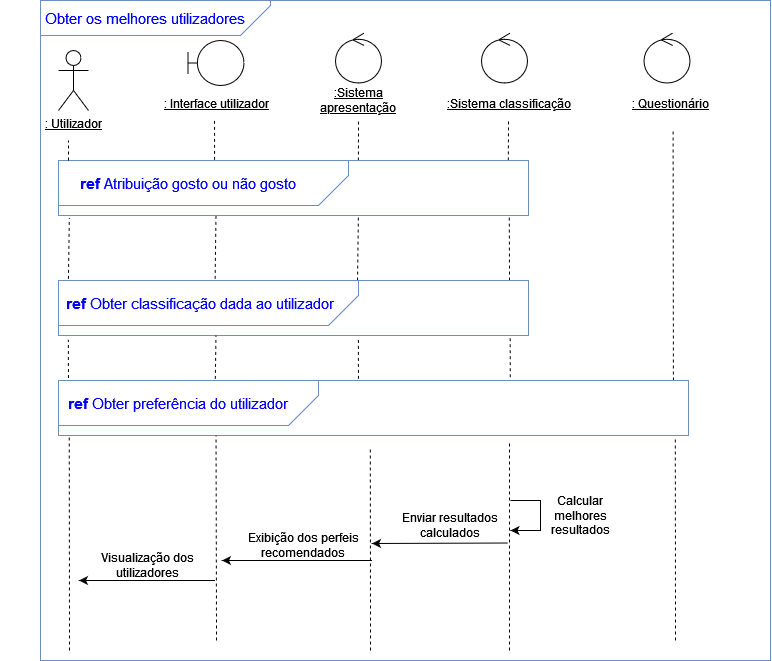 Obter os melhores utilizadores
: Utilizador
: Interface utilizador
:Sistema
apresentação
:Sistema classificação
: Questionário
ref Atribuição gosto ou não gosto
ref Obter classificação dada ao utilizador
ref Obter preferência do utilizador
Calcular
melhores
resultados
Enviar resultados
calculados
Exibição dos perfeis
recomendados
Visualização dos
utilizadores